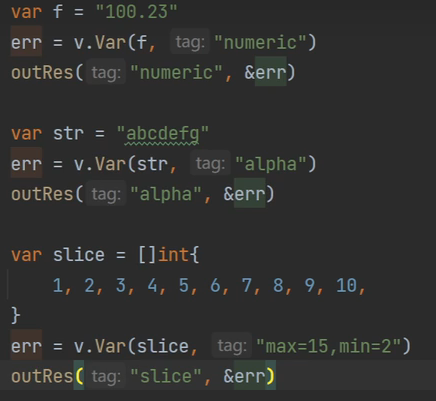 var f = "100.23"
err = v.Var(f, tag: "numeric")
outRes( tag: "numeric", &err)
var str = "abcdefg"
err = v.Var(str, tag: "alpha")
outRes( tag: "alpha", &err)
var slice = []int{
1, 2, 3, 4, 5, 6, 7, 8, 9, 10,
}
err = v.Var(slice, tag: "max=15,min=2")
outRes( tag: "slice", &err)